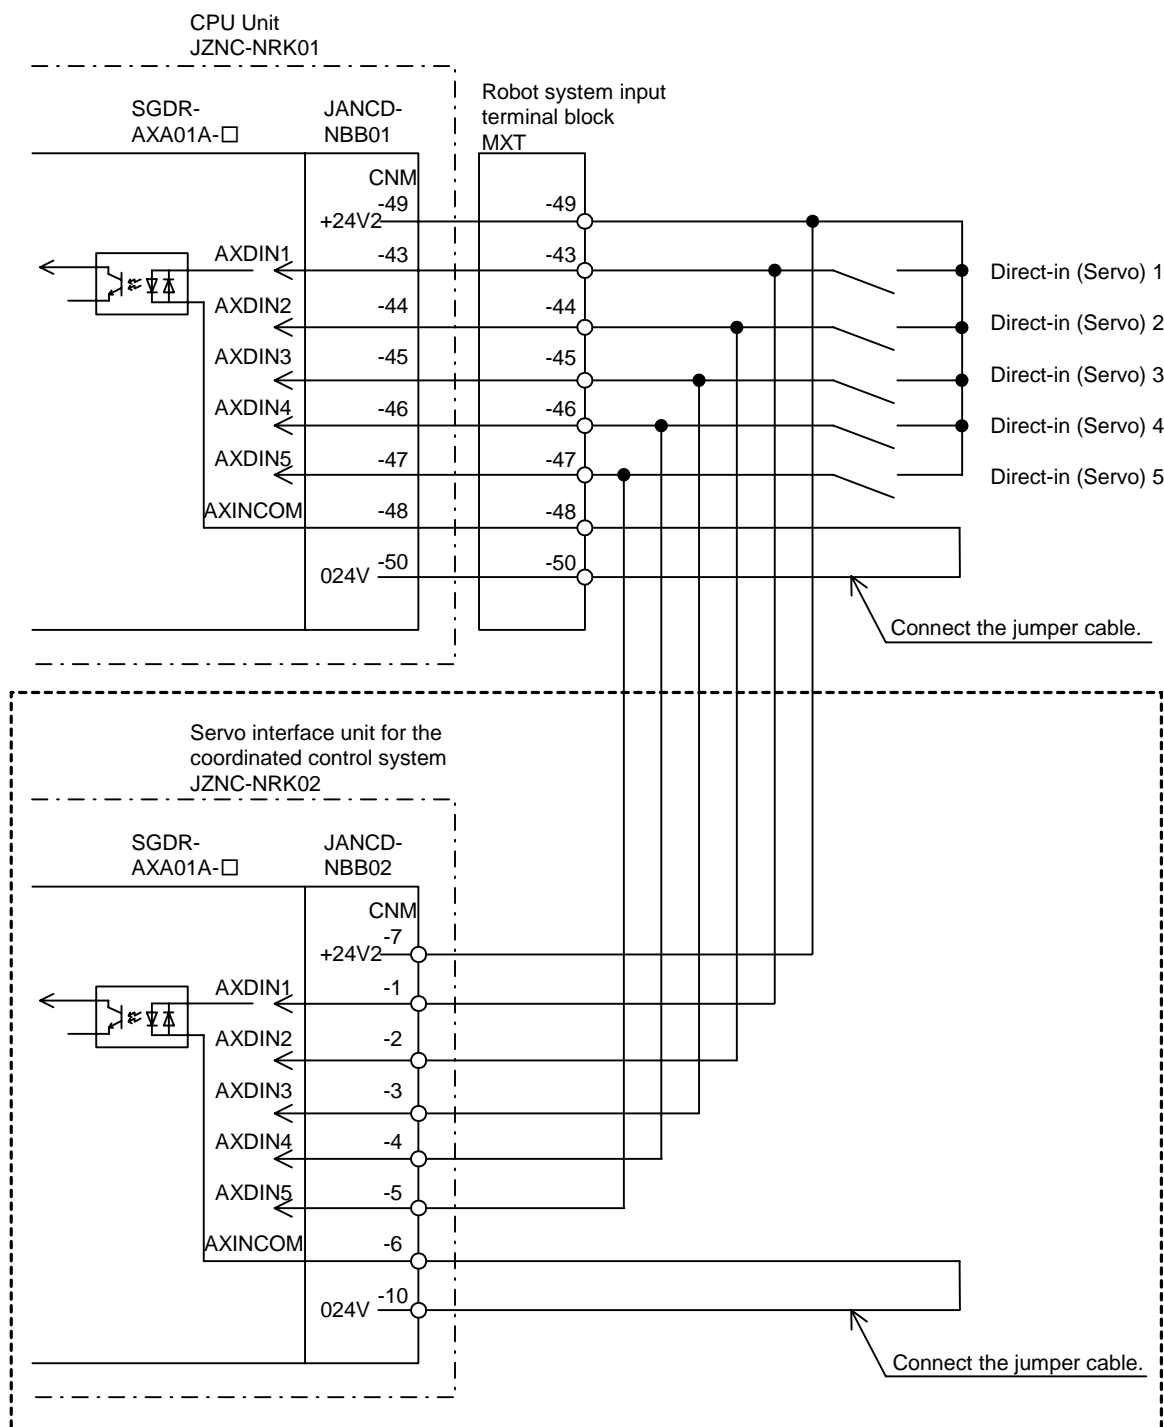 CPU Unit
JZNC-NRK01
SGDR-
AXA01A-□
JANCD-
NBB01
Robot system input
terminal block
MXT
CNM
-49
+24V2
-49
AXDIN1
-43
-43
Direct-in (Servo) 1
AXDIN2
-44
-44
Direct-in (Servo) 2
AXDIN3
-45
-45
Direct-in (Servo) 3
AXDIN4
-46
-46
Direct-in (Servo) 4
AXDIN5
-47
-47
Direct-in (Servo) 5
AXINCOM
-48
-48
024V
-50
-50
Connect the jumper cable.
Servo interface unit for the
coordinated control system
JZNC-NRK02
SGDR-
AXA01A-□
JANCD-
NBB02
CNM
-7
+24V2
AXDIN1
-1
AXDIN2
-2
AXDIN3
-3
AXDIN4
-4
AXDIN5
-5
AXINCOM
-6
024V
-10
Connect the jumper cable.